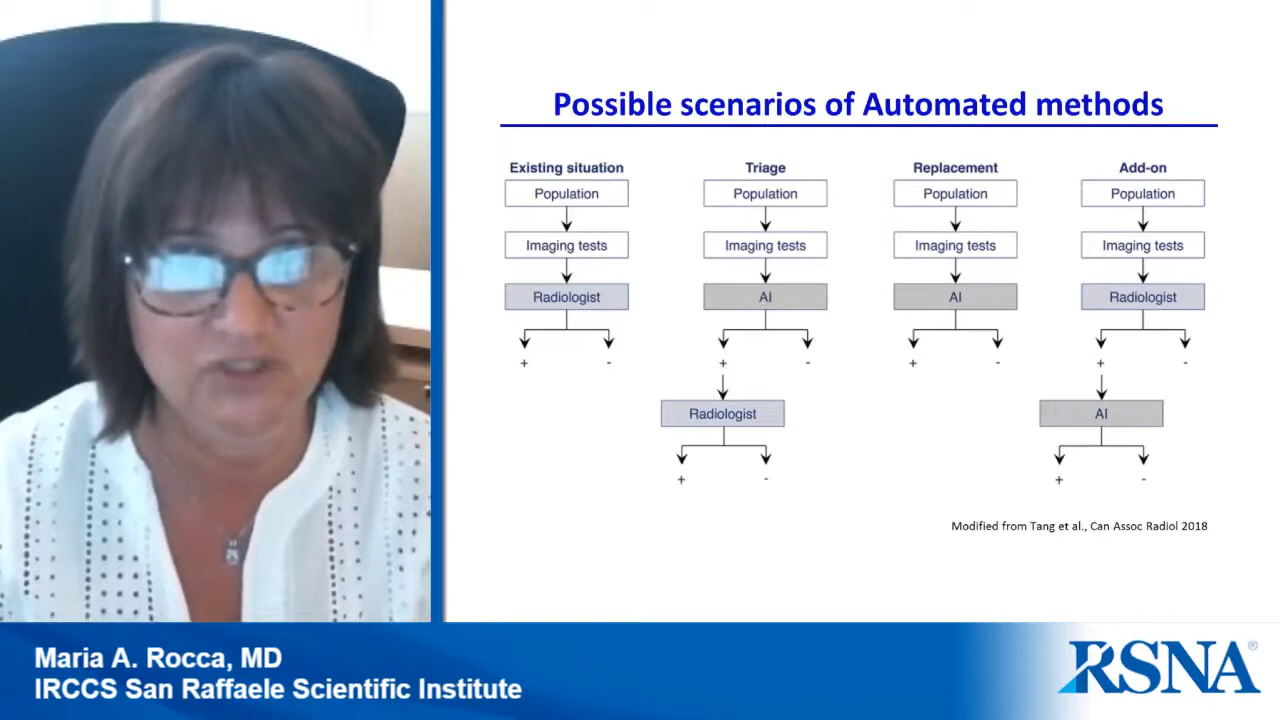 Possible scenarios of Automated methods
Existing situation
Population
Imaging tests
Radiologist
+ -
Triage
Population
Imaging tests
AI
+ -
Radiologist
+ -
Replacement
Population
Imaging tests
AI
+ -
Add-on
Population
Imaging tests
Radiologist
+ -
AI
+ -
Modified from Tang et al., Can Assoc Radiol 2018
Maria A. Rocca, MD
IRCCS San Raffaele Scientific Institute
RSNA®